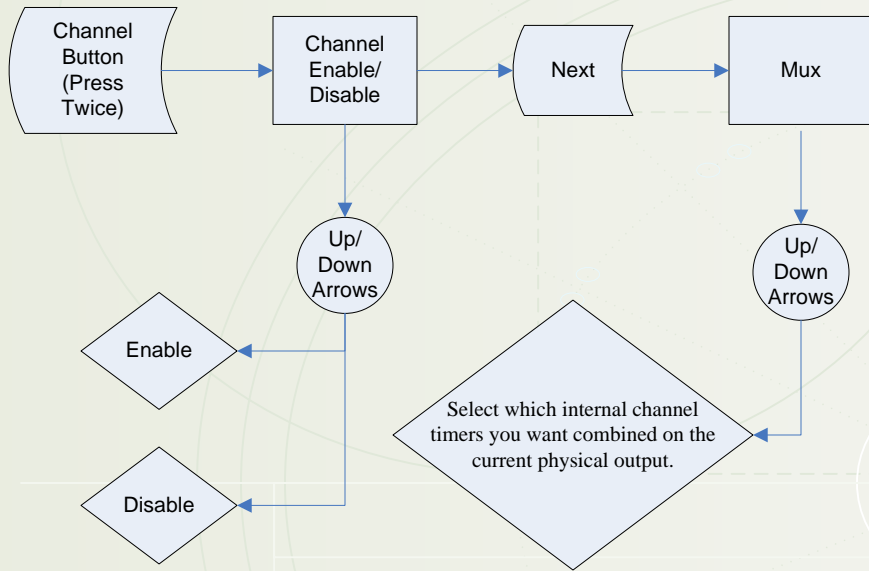 Channel
Button
(Press
Twice)
Channel
Enable/
Disable
Next
Mux
Up/
Down
Arrows
Up/
Down
Arrows
Enable
Select which internal channel
timers you want combined on the
current physical output.
Disable